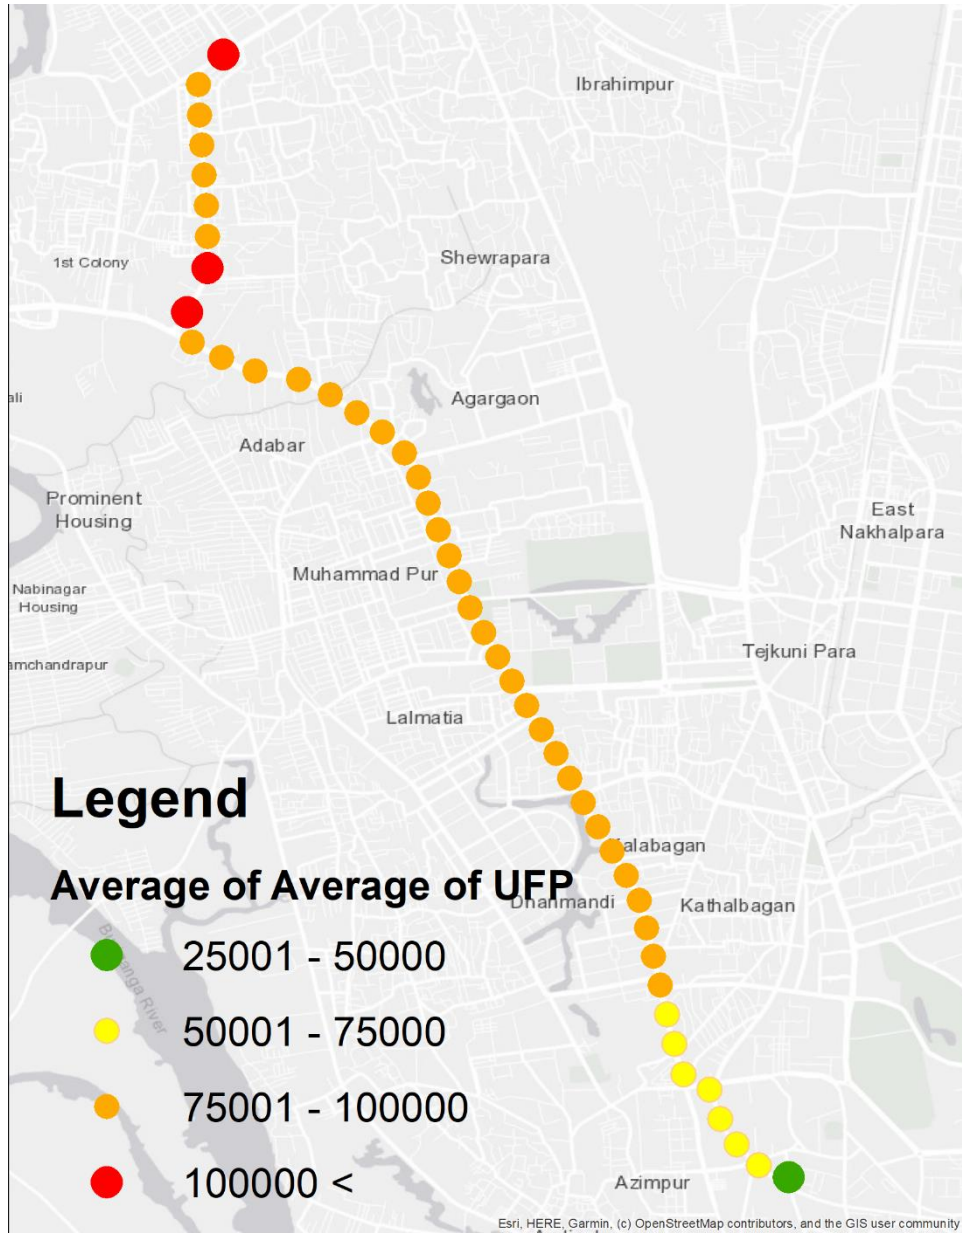 Ibrahimpur
Shewrapara
1st Colony
Agargaon
Adabar
Prominent
Housing
East
Nakhalpara
Muhammad Pur
Nabinagar
Housing
Tejkuni Para
Lalmatia
Legend
Average of Average of UFP
Dhanmandi
Kathalbagan
25001 - 50000
50001 - 75000
75001 - 100000
100000 <
River
Azimpur
Esri, HERE, Garmin, (c) OpenStreetMap contributors, and the GIS user community